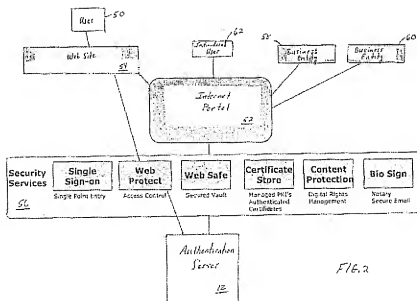 User
50
Individual
User
62
58
Business
Entity
Business
Entity
60
Web Site
54
Internet
Portal
52
Security
Services
56
Single
Sign-on
Single Point Entry
Web
Protect
Access Control
Web Safe
Secured Vault
Certificate
Store
Managed PKI's
Authenticated
Certificates
Content
Protection
Digital Rights
Management
Bio Sign
Notary
Secure Email
Authentication
Server
12
FIG. 2